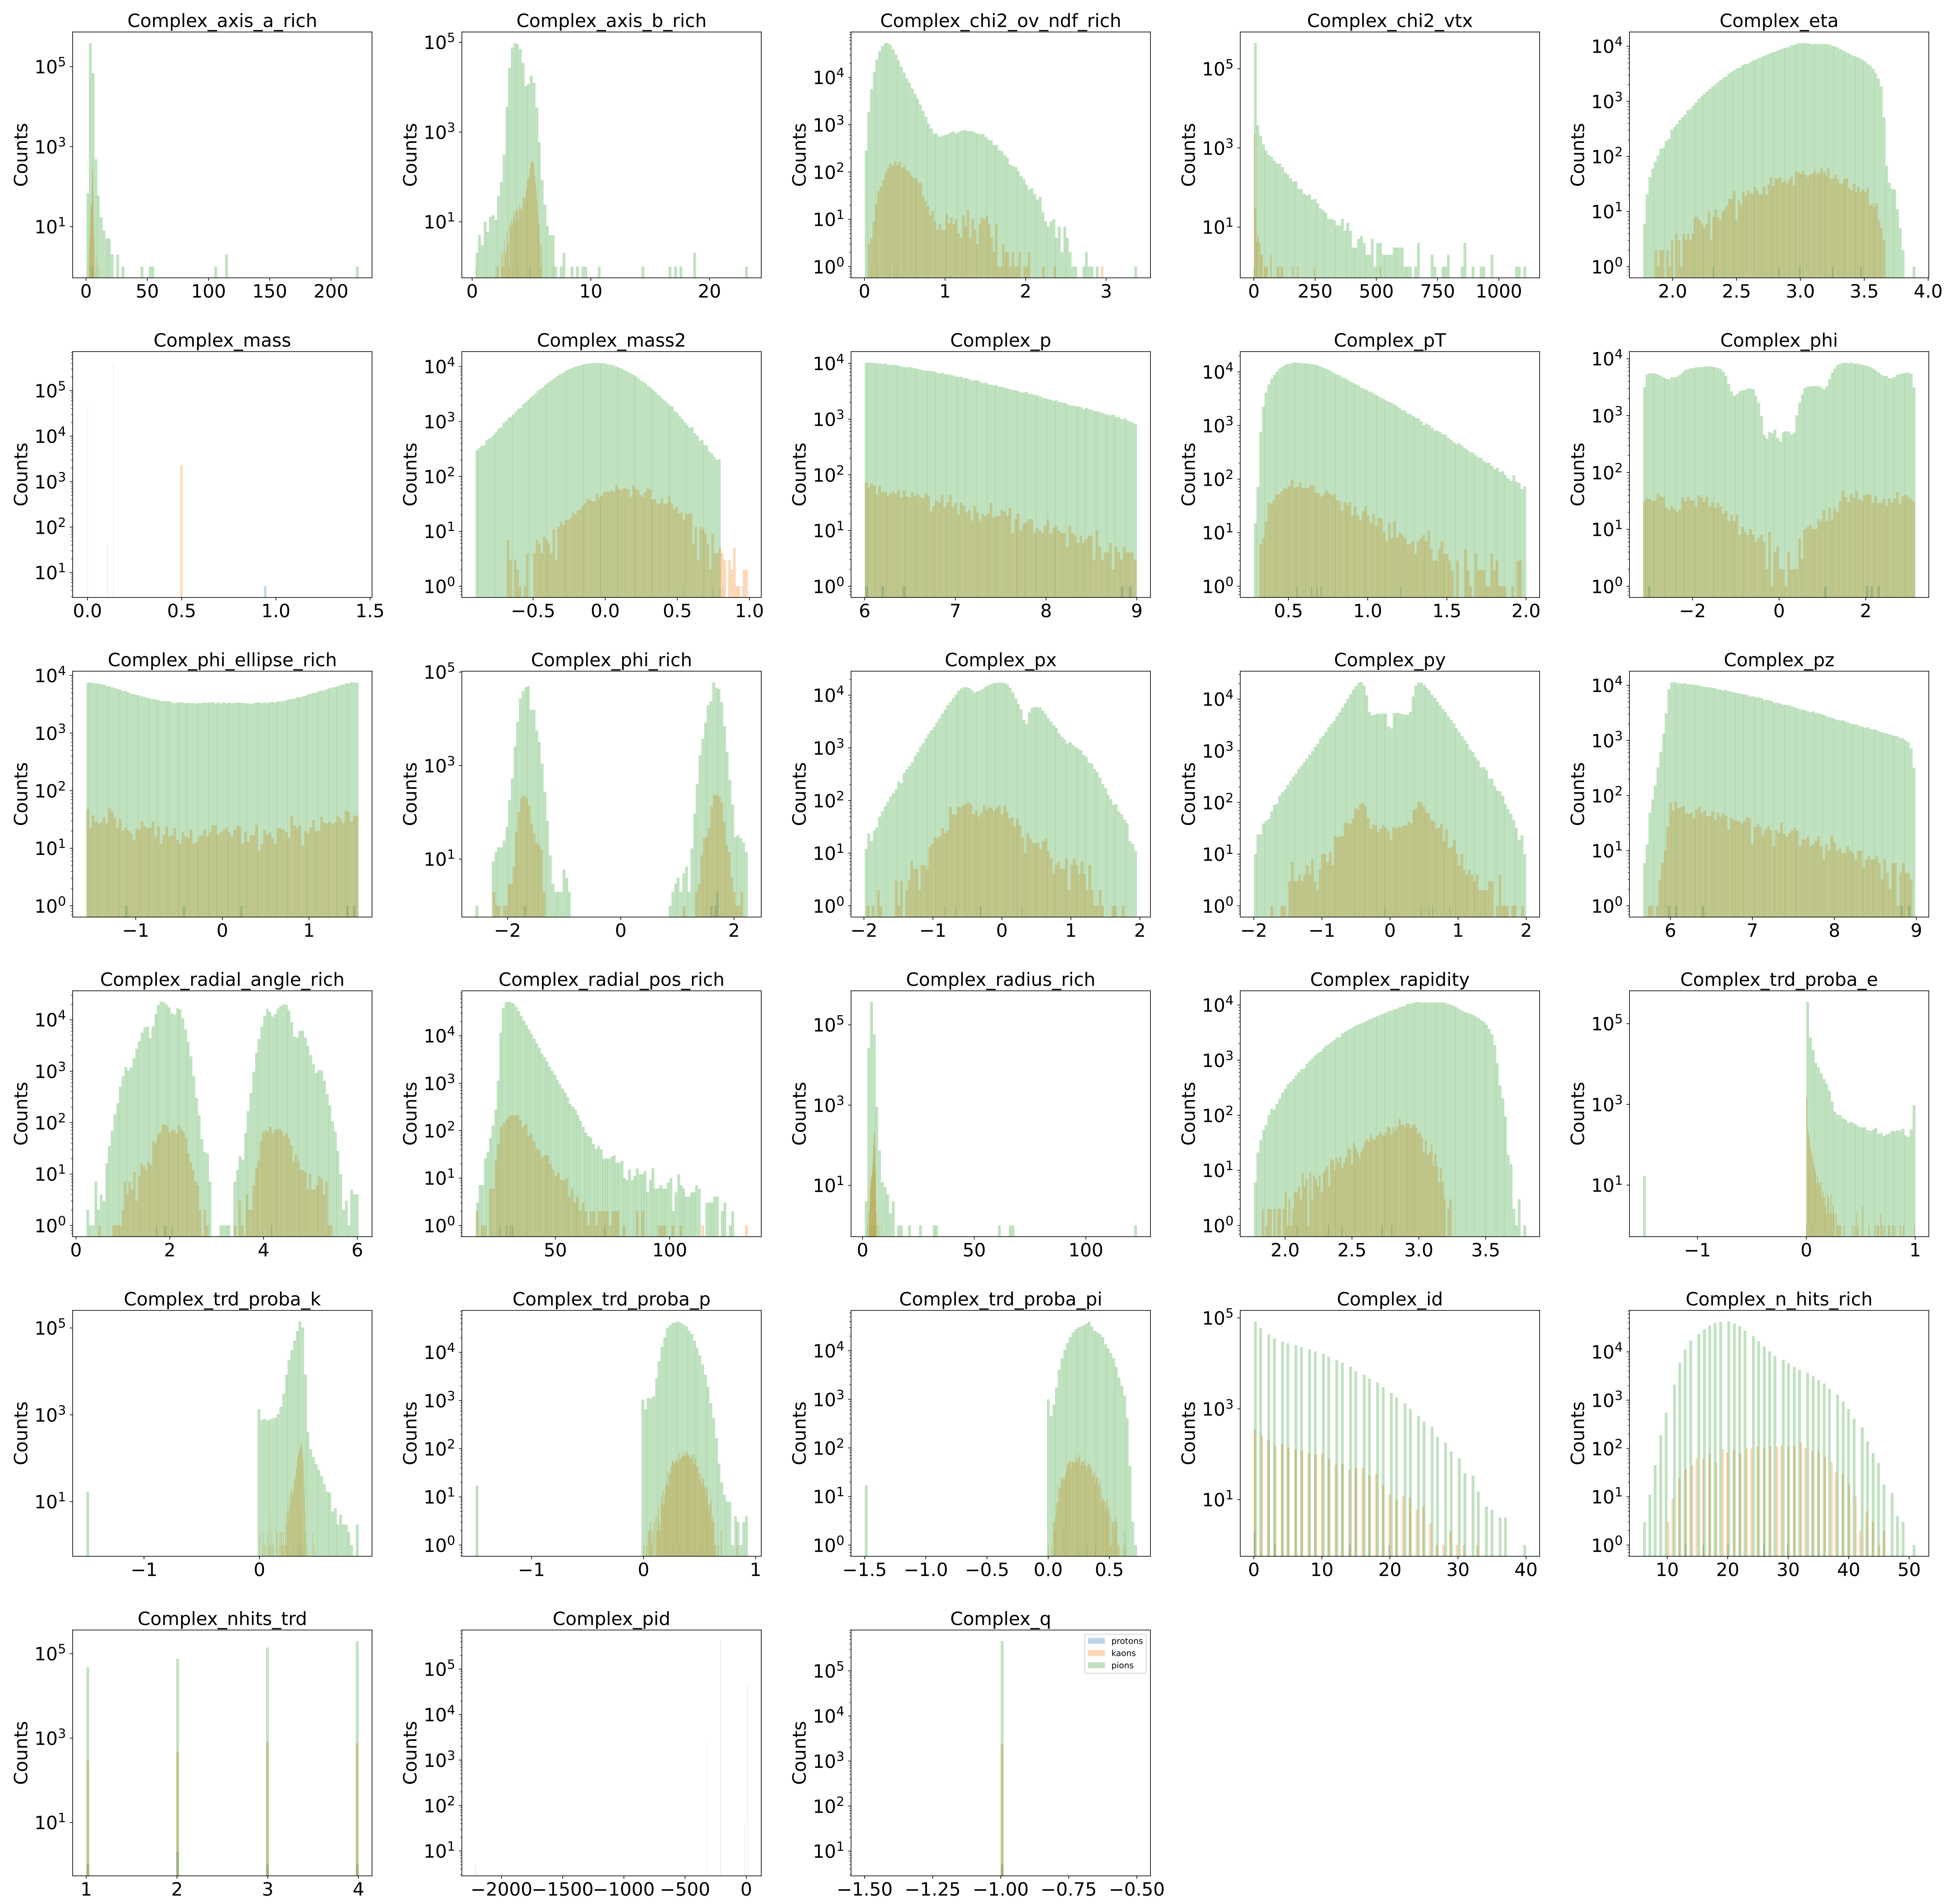 Complex_axis_a_rich
Counts
10^5
10^3
10^1
0 50 100 150 200
Complex_axis_b_rich
Counts
10^5
10^3
10^1
0 10 20
Complex_chi2_ov_ndf_rich
Counts
10^4
10^3
10^2
10^1
10^0
0 1 2 3
Complex_chi2_vtx
Counts
10^5
10^3
10^1
0 250 500 750 1000
Complex_eta
Counts
10^4
10^3
10^2
10^1
10^0
2.0 2.5 3.0 3.5 4.0
Complex_mass
Counts
10^5
10^4
10^3
10^2
10^1
0.0 0.5 1.0 1.5
Complex_mass2
Counts
10^4
10^3
10^2
10^1
10^0
−0.5 0.0 0.5 1.0
Complex_p
Counts
10^4
10^3
10^2
10^1
10^0
6 7 8 9
Complex_pT
Counts
10^4
10^3
10^2
10^1
10^0
0.5 1.0 1.5 2.0
Complex_phi
Counts
10^4
10^3
10^2
10^1
10^0
−2 0 2
Complex_phi_ellipse_rich
Counts
10^4
10^3
10^2
10^1
10^0
−1 0 1
Complex_phi_rich
Counts
10^5
10^3
10^1
−2 0 2
Complex_px
Counts
10^4
10^3
10^2
10^1
10^0
−2 −1 0 1 2
Complex_py
Counts
10^4
10^3
10^2
10^1
10^0
−2 −1 0 1 2
Complex_pz
Counts
10^4
10^3
10^2
10^1
10^0
6 7 8 9
Complex_radial_angle_rich
Counts
10^4
10^3
10^2
10^1
10^0
0 2 4 6
Complex_radial_pos_rich
Counts
10^4
10^3
10^2
10^1
10^0
50 100
Complex_radius_rich
Counts
10^5
10^3
10^1
0 50 100
Complex_rapidity
Counts
10^4
10^3
10^2
10^1
10^0
2.0 2.5 3.0 3.5
Complex_trd_proba_e
Counts
10^5
10^3
10^1
−1 0 1
Complex_trd_proba_k
Counts
10^5
10^3
10^1
−1 0
Complex_trd_proba_p
Counts
10^4
10^3
10^2
10^1
10^0
−1 0 1
Complex_trd_proba_pi
Counts
10^4
10^3
10^2
10^1
10^0
−1.5 −1.0 −0.5 0.0 0.5
Complex_id
Counts
10^5
10^3
10^1
0 10 20 30 40
Complex_n_hits_rich
Counts
10^4
10^3
10^2
10^1
10^0
10 20 30 40 50
Complex_nhits_trd
Counts
10^5
10^3
10^1
1 2 3 4
Complex_pid
Counts
10^5
10^4
10^3
10^2
10^1
−2000 −1500 −1000 −500 0
Complex_q
Counts
10^5
10^4
10^3
10^2
10^1
−1.50 −1.25 −1.00 −0.75 −0.50
protons
kaons
pions